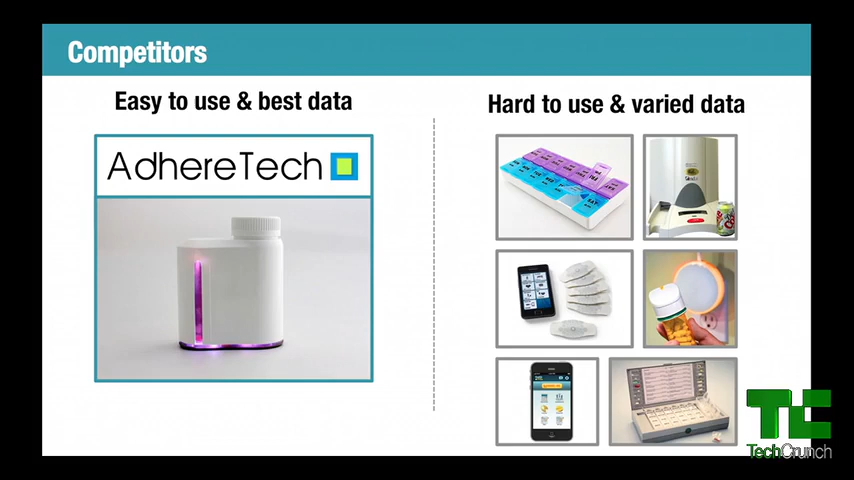 Competitors
Easy to use & best data
Hard to use & varied data
AdhereTech
TechCrunch